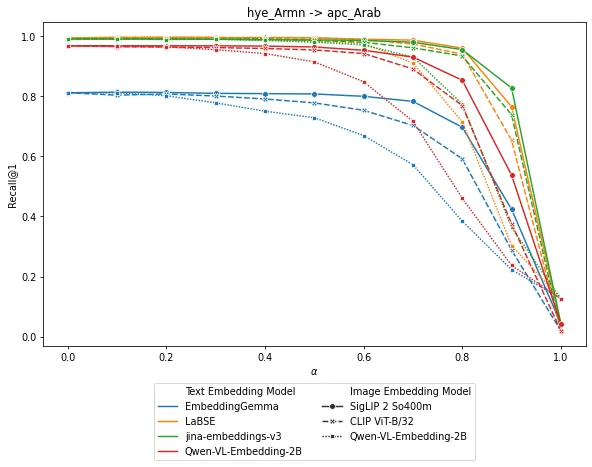 hye_Armn -> apc_Arab
Recall@1
1.0
0.8
0.6
0.4
0.2
0.0
0.0 0.2 0.4 0.6 0.8 1.0
α
Text Embedding Model
EmbeddingGemma
LaBSE
jina-embeddings-v3
Qwen-VL-Embedding-2B
Image Embedding Model
SigLIP 2 So400m
CLIP ViT-B/32
Qwen-VL-Embedding-2B